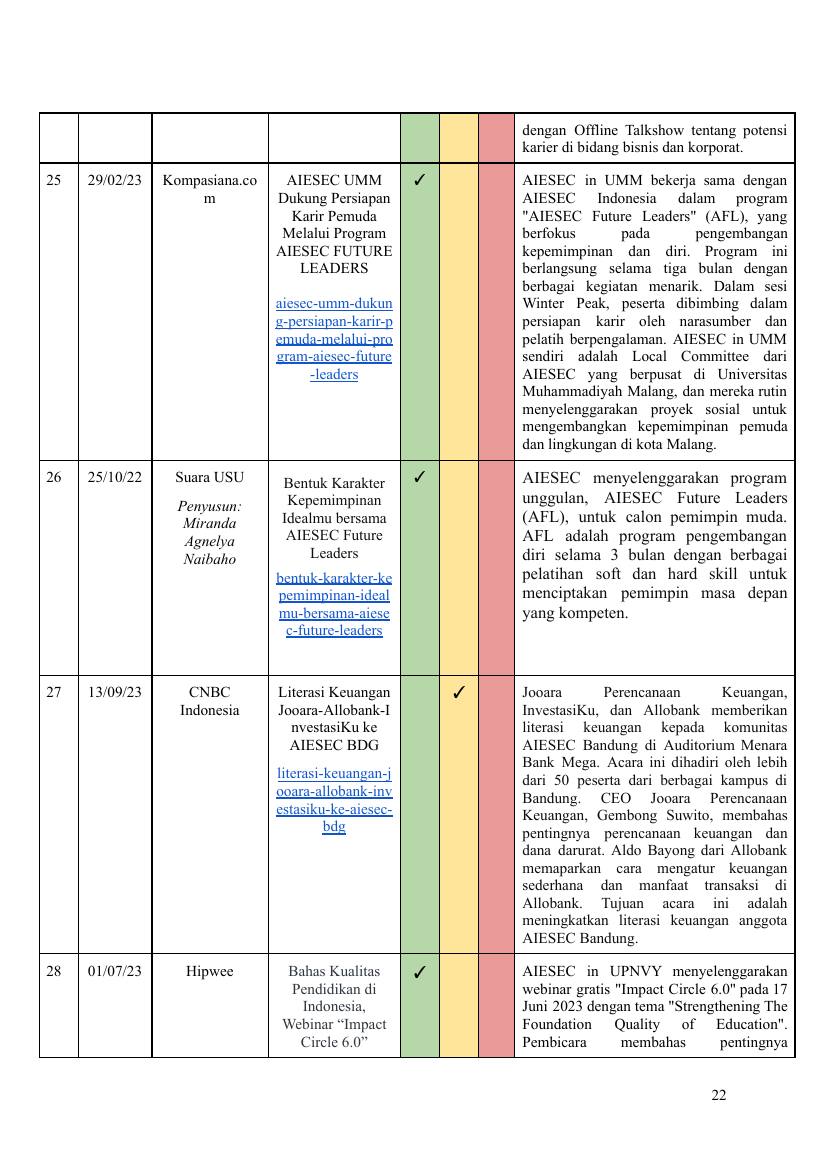 dengan Offline Talkshow tentang potensi
karier di bidang bisnis dan korporat.
25
29/02/23
Kompasiana.co
m
AIESEC UMM
Dukung Persiapan
Karir Pemuda
Melalui Program
AIESEC FUTURE
LEADERS
aiesec-umm-dukun
g-persiapan-karir-p
emuda-melalui-pro
gram-aiesec-future
-leaders
✓
AIESEC in UMM bekerja sama dengan
AIESEC Indonesia dalam program
"AIESEC Future Leaders" (AFL), yang
berfokus pada pengembangan
kepemimpinan dan diri. Program ini
berlangsung selama tiga bulan dengan
berbagai kegiatan menarik. Dalam sesi
Winter Peak, peserta dibimbing dalam
persiapan karir oleh narasumber dan
pelatih berpengalaman. AIESEC in UMM
sendiri adalah Local Committee dari
AIESEC yang berpusat di Universitas
Muhammadiyah Malang, dan mereka rutin
menyelenggarakan proyek sosial untuk
mengembangkan kepemimpinan pemuda
dan lingkungan di kota Malang.
26
25/10/22
Suara USU
Penyusun:
Miranda
Agnelya
Naibaho
Bentuk Karakter
Kepemimpinan
Idealmu bersama
AIESEC Future
Leaders
bentuk-karakter-ke
pemimpinan-ideal
mu-bersama-aiese
c-future-leaders
✓
AIESEC menyelenggarakan program
unggulan, AIESEC Future Leaders
(AFL), untuk calon pemimpin muda.
AFL adalah program pengembangan
diri selama 3 bulan dengan berbagai
pelatihan soft dan hard skill untuk
menciptakan pemimpin masa depan
yang kompeten.
27
13/09/23
CNBC
Indonesia
Literasi Keuangan
Jooara-Allobank-I
nvestasiKu ke
AIESEC BDG
literasi-keuangan-j
ooara-allobank-inv
estasiku-ke-aiesec-
bdg
✓
Jooara Perencanaan Keuangan,
InvestasiKu, dan Allobank memberikan
literasi keuangan kepada komunitas
AIESEC Bandung di Auditorium Menara
Bank Mega. Acara ini dihadiri oleh lebih
dari 50 peserta dari berbagai kampus di
Bandung. CEO Jooara Perencanaan
Keuangan, Gembong Suwito, membahas
pentingnya perencanaan keuangan dan
dana darurat. Aldo Bayong dari Allobank
memaparkan cara mengatur keuangan
sederhana dan manfaat transaksi di
Allobank. Tujuan acara ini adalah
meningkatkan literasi keuangan anggota
AIESEC Bandung.
28
01/07/23
Hipwee
Bahas Kualitas
Pendidikan di
Indonesia,
Webinar “Impact
Circle 6.0”
✓
AIESEC in UPNVY menyelenggarakan
webinar gratis "Impact Circle 6.0" pada 17
Juni 2023 dengan tema "Strengthening The
Foundation Quality of Education".
Pembicara membahas pentingnya
22